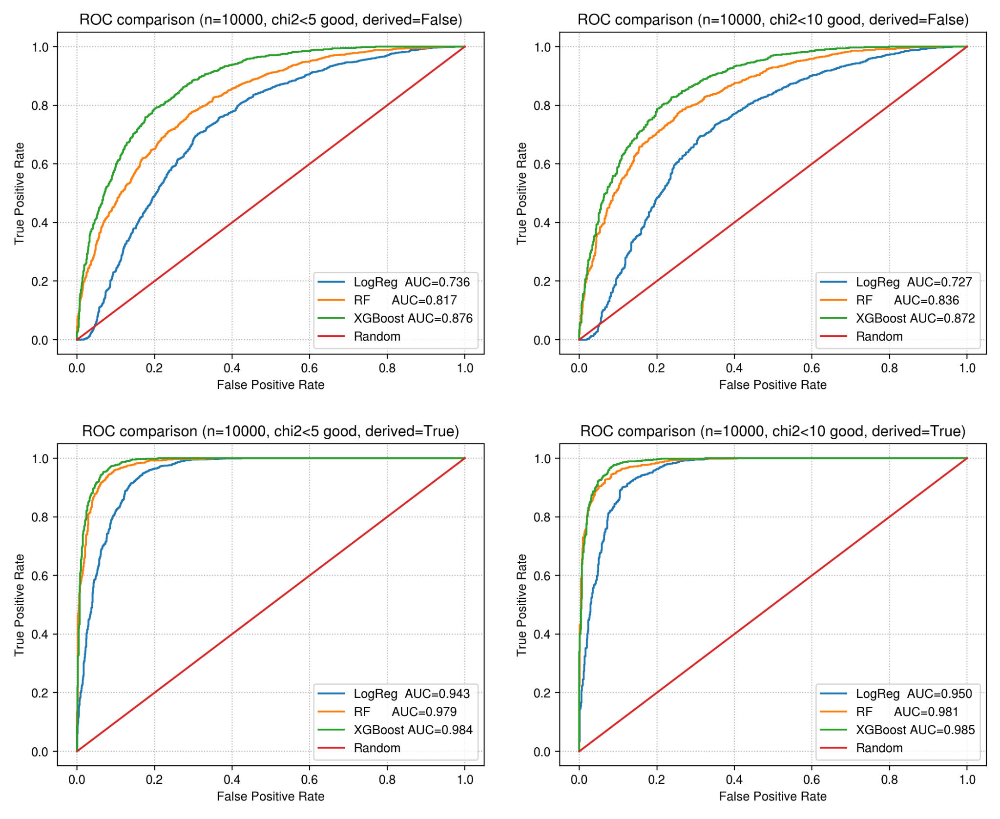 ROC comparison (n=10000, chi2<5 good, derived=False)
1.0
0.8
0.6
0.4
0.2
0.0
True Positive Rate
LogReg AUC=0.736
RF AUC=0.817
XGBoost AUC=0.876
Random
0.0 0.2 0.4 0.6 0.8 1.0
False Positive Rate
ROC comparison (n=10000, chi2<10 good, derived=False)
1.0
0.8
0.6
0.4
0.2
0.0
True Positive Rate
LogReg AUC=0.727
RF AUC=0.836
XGBoost AUC=0.872
Random
0.0 0.2 0.4 0.6 0.8 1.0
False Positive Rate
ROC comparison (n=10000, chi2<5 good, derived=True)
1.0
0.8
0.6
0.4
0.2
0.0
True Positive Rate
LogReg AUC=0.943
RF AUC=0.979
XGBoost AUC=0.984
Random
0.0 0.2 0.4 0.6 0.8 1.0
False Positive Rate
ROC comparison (n=10000, chi2<10 good, derived=True)
1.0
0.8
0.6
0.4
0.2
0.0
True Positive Rate
LogReg AUC=0.950
RF AUC=0.981
XGBoost AUC=0.985
Random
0.0 0.2 0.4 0.6 0.8 1.0
False Positive Rate